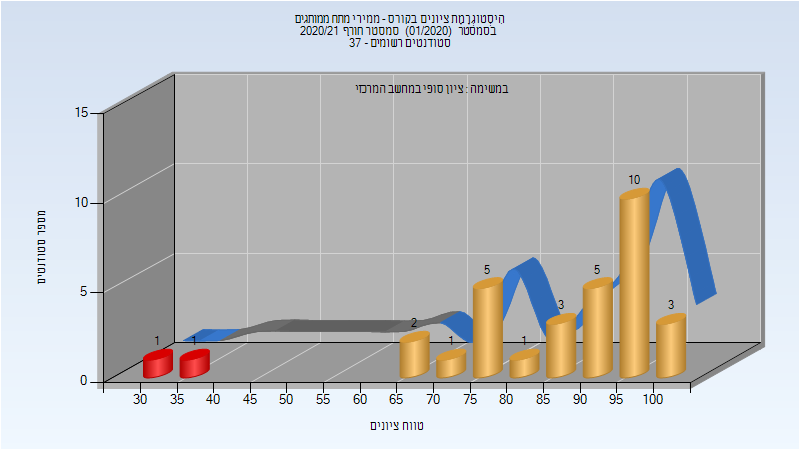 היסטוגרמת ציונים בקורס - ממירי מתח ממותגים
בסמסטר (01/2020) סמסטר חורף 2020/21
סטודנטים רשומים - 37
במשימה : ציון סופי במחשב המרכזי
מספר סטודנטים
15
10
5
0
1
1
2
1
5
1
3
5
10
3
30 35 40 45 50 55 60 65 70 75 80 85 90 95 100
טווח ציונים